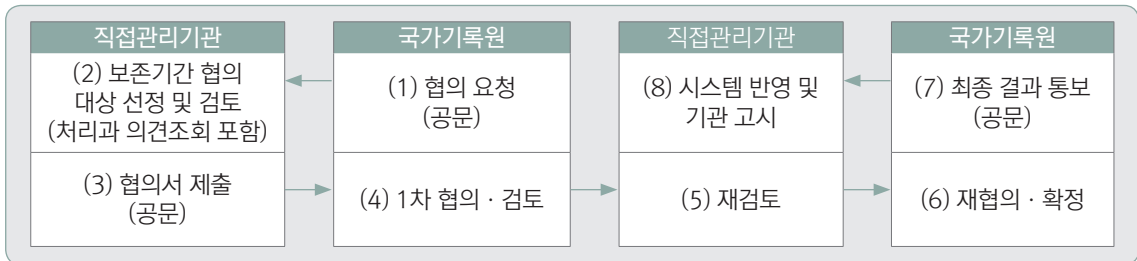 직접관리기관
(2) 보존기간 협의
대상 선정 및 검토
(처리과 의견조회 포함)
(3) 협의서 제출
(공문)
국가기록원
(1) 협의 요청
(공문)
(4) 1차 협의 · 검토
직접관리기관
(8) 시스템 반영 및
기관 고시
(5) 재검토
국가기록원
(7) 최종 결과 통보
(공문)
(6) 재협의 · 확정